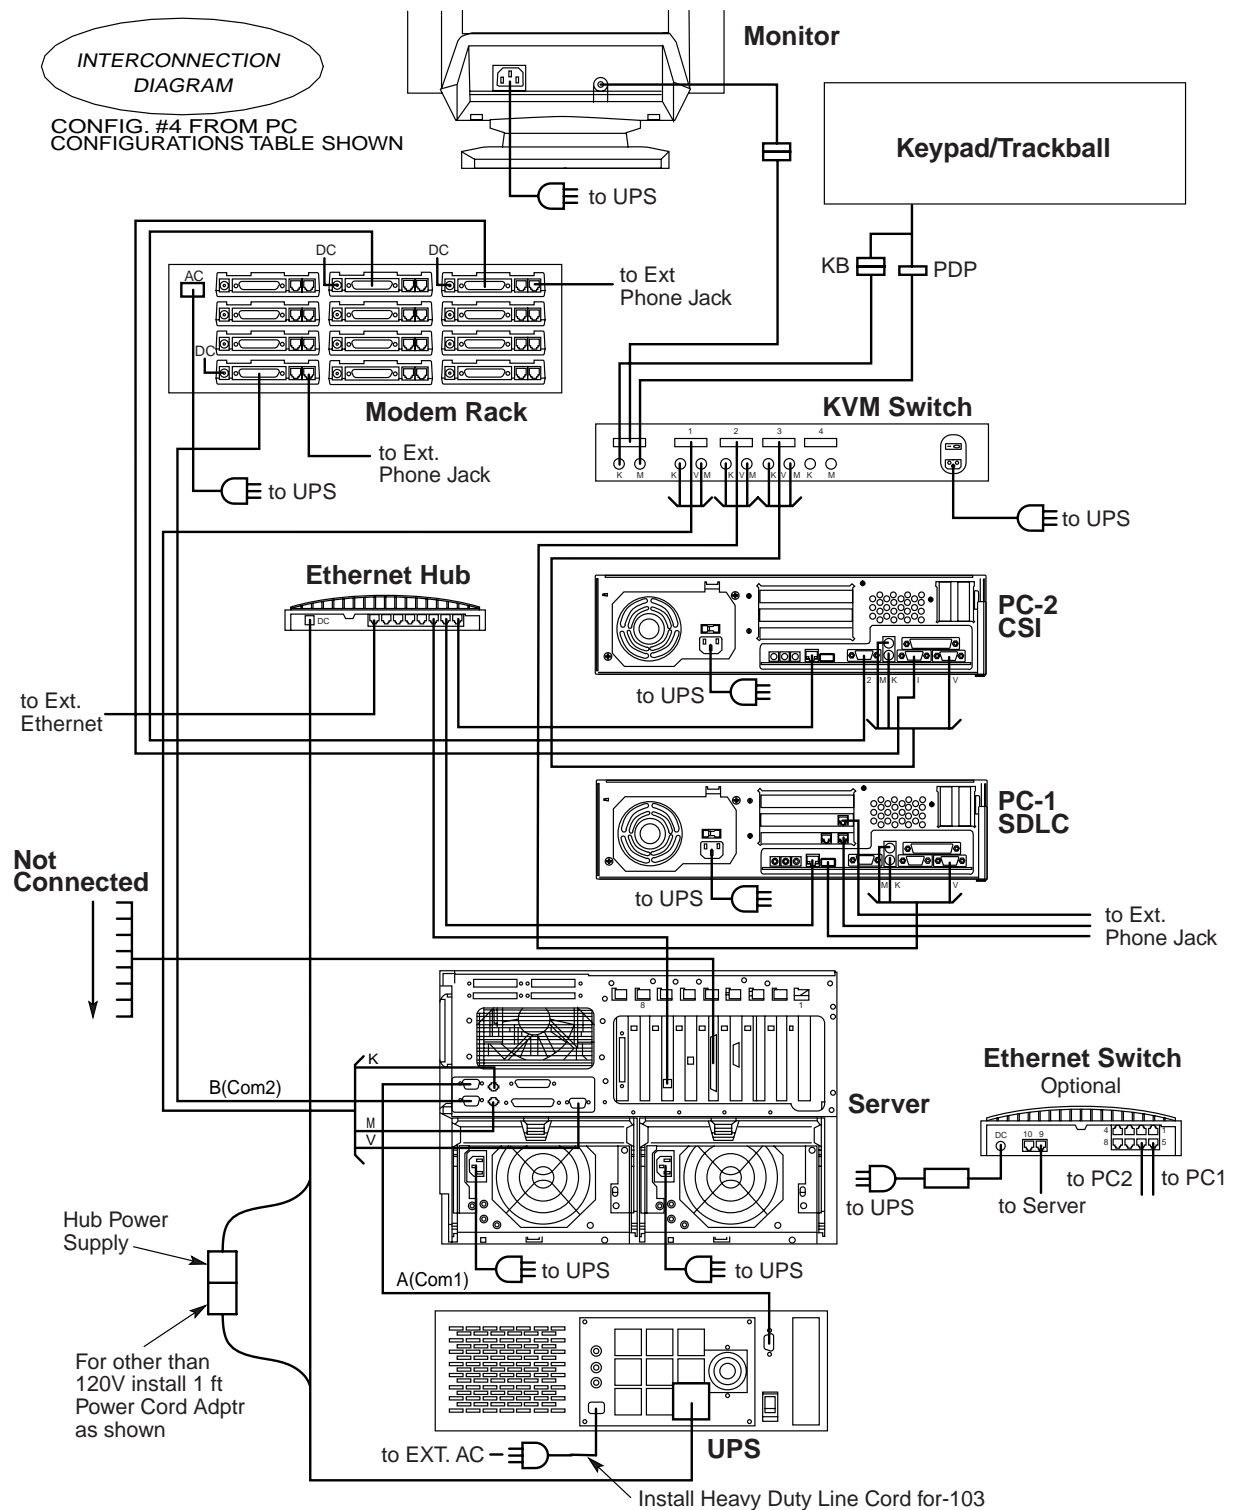 INTERCONNECTION
DIAGRAM
CONFIG. #4 FROM PC
CONFIGURATIONS TABLE SHOWN
Monitor
to UPS
Keypad/Trackball
KB
PDP
DC
DC
AC
DC
to Ext
Phone Jack
Modem Rack
to Ext.
Phone Jack
to UPS
KVM Switch
1
2
3
4
K
M
K
V
M
K
V
M
K
V
M
K
M
to UPS
Ethernet Hub
DC
PC-2
CSI
2
M
K
1
V
to UPS
to Ext.
Ethernet
PC-1
SDLC
M
K
V
to UPS
to Ext.
Phone Jack
Not
Connected
8
1
K
B(Com2)
M
V
Server
Ethernet Switch
Optional
DC
10
9
4
1
8
5
to PC2
to PC1
to UPS
to Server
Hub Power
Supply
to UPS
to UPS
A(Com1)
For other than
120V install 1 ft
Power Cord Adptr
as shown
UPS
to EXT. AC
Install Heavy Duty Line Cord for-103